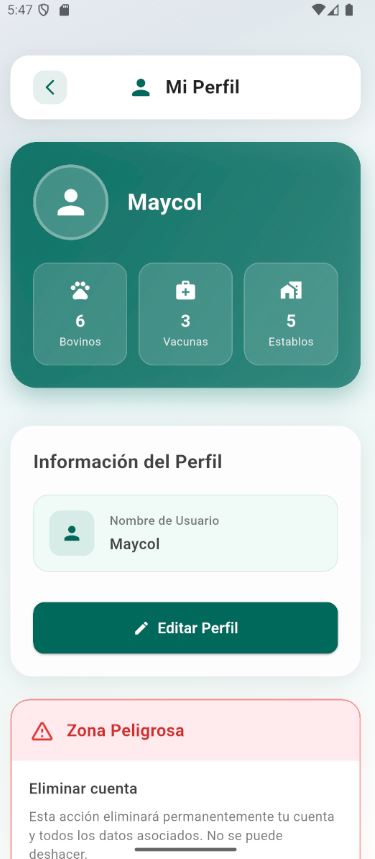 5:47
Mi Perfil
Maycol
6
Bovinos
3
Vacunas
5
Establos
Información del Perfil
Nombre de Usuario
Maycol
Editar Perfil
Zona Peligrosa
Eliminar cuenta
Esta acción eliminará permanentemente tu cuenta
y todos los datos asociados. No se puede
deshacer.